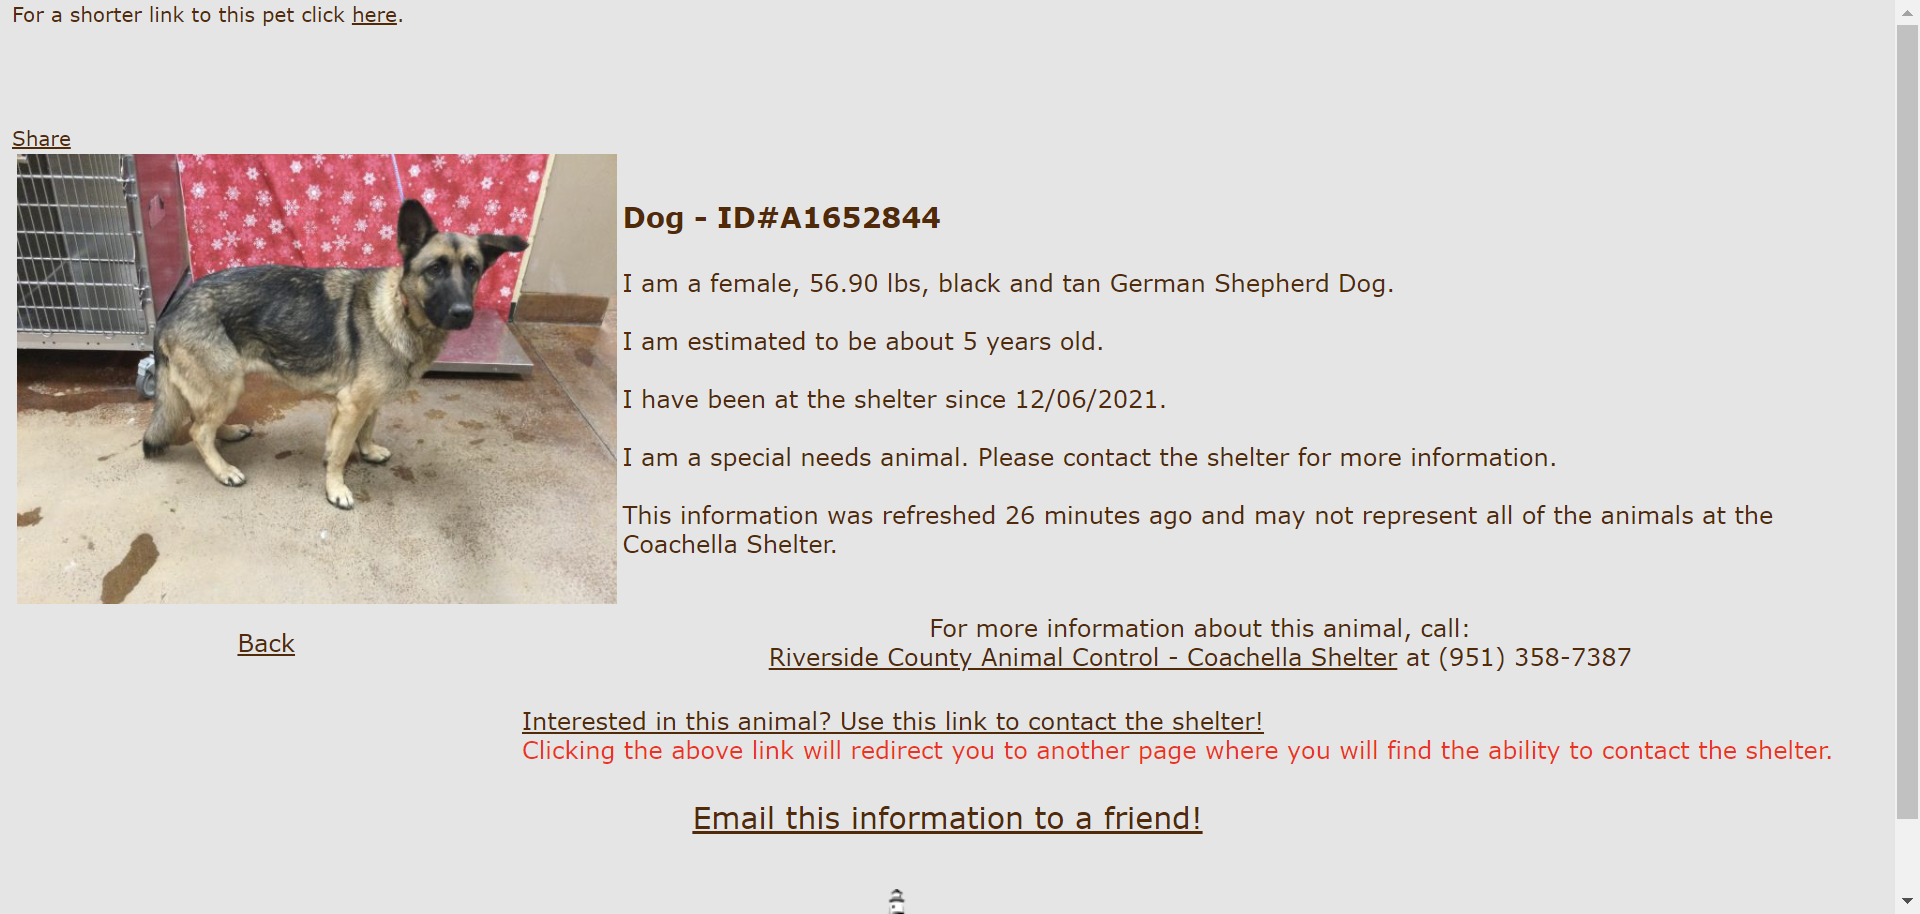 For a shorter link to this pet click here.
Share
Dog - ID#A1652844
I am a female, 56.90 lbs, black and tan German Shepherd Dog.
I am estimated to be about 5 years old.
I have been at the shelter since 12/06/2021.
I am a special needs animal. Please contact the shelter for more information.
This information was refreshed 26 minutes ago and may not represent all of the animals at the
Coachella Shelter.
Back
For more information about this animal, call:
Riverside County Animal Control - Coachella Shelter at (951) 358-7387
Interested in this animal? Use this link to contact the shelter!
Clicking the above link will redirect you to another page where you will find the ability to contact the shelter.
Email this information to a friend!